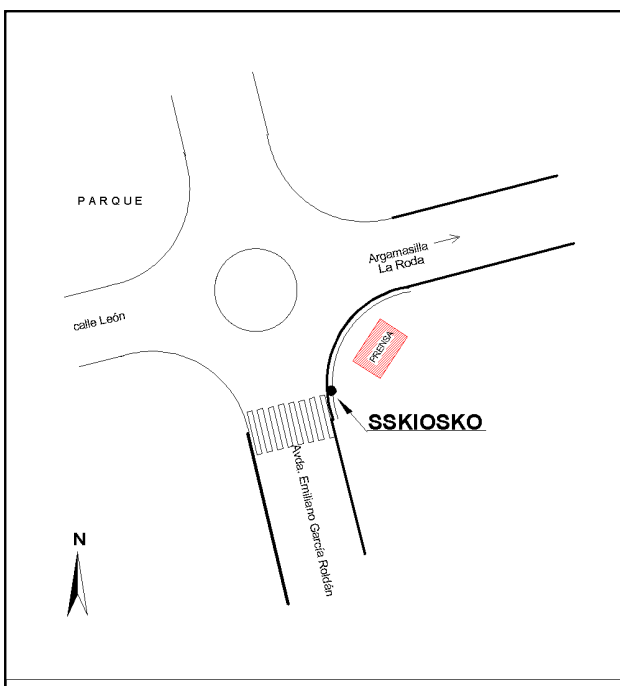 PARQUE
Argamasilla
La Roda
calle León
PRENSA
SSKIOSKO
Avda. Emiliano García Roldán
N